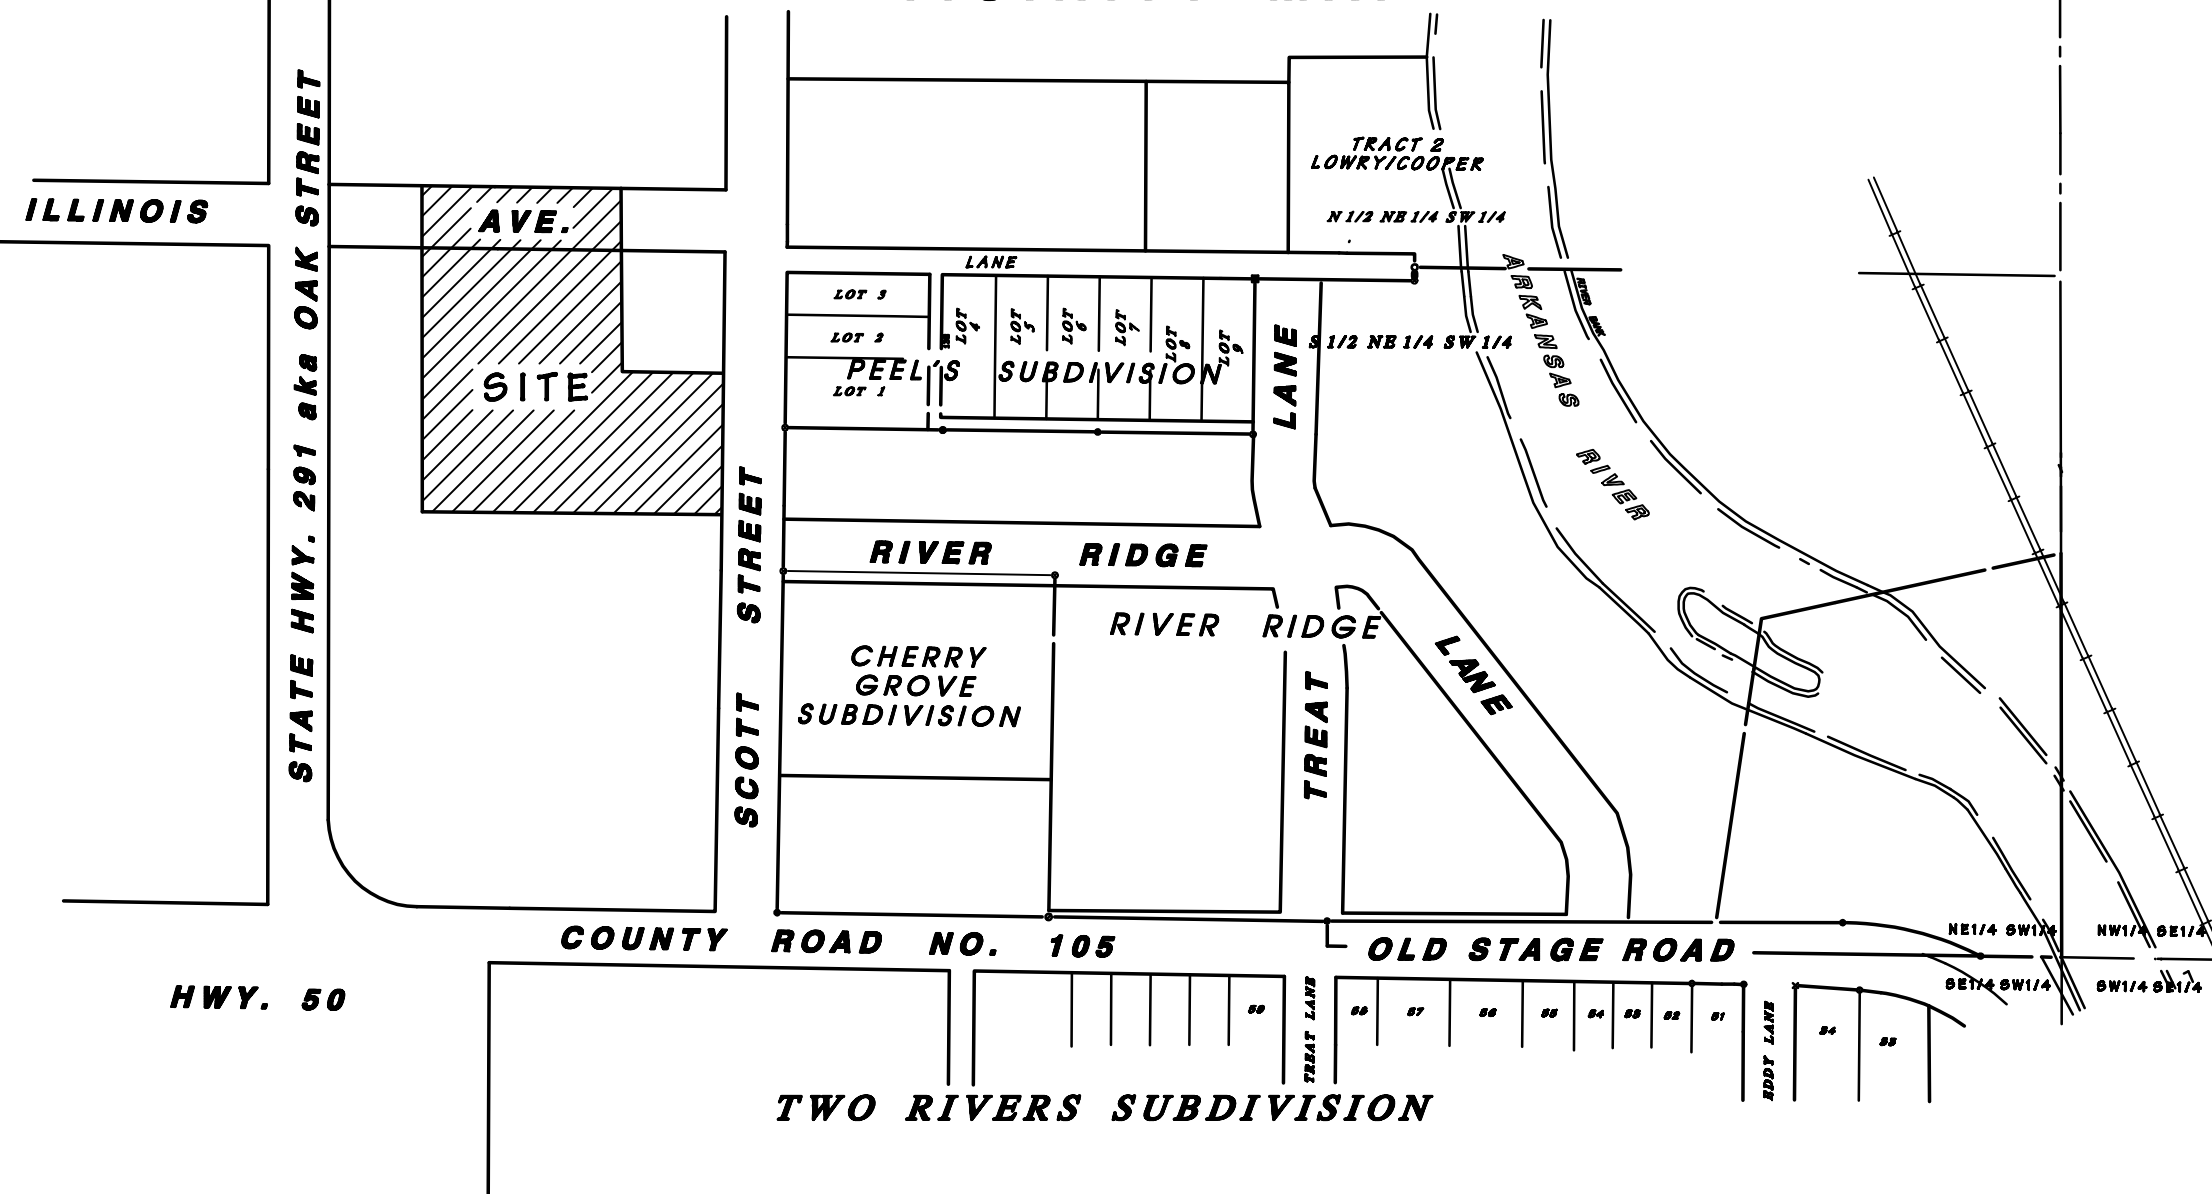 TRACT 2
LOWRY/COOPER
ILLINOIS
AVE.
N 1/2 NE 1/4 SW 1/4
LANE
STATE HWY. 291 aka OAK STREET
LOT 3
LOT 2
LOT 1
LOT 4
LOT 5
LOT 6
LOT 7
LOT 8
LOT 9
PEEL'S SUBDIVISION
LANE
S 1/2 NE 1/4 SW 1/4
ARKANSAS RIVER
RIVER BANK
SITE
SCOTT STREET
RIVER RIDGE
RIVER RIDGE
LANE
CHERRY
GROVE
SUBDIVISION
TREAT
COUNTY ROAD NO. 105
OLD STAGE ROAD
NE1/4 SW1/4
NW1/4 SE1/4
SE1/4 SW1/4
SW1/4 SE1/4
HWY. 50
TREAT LANE
EDDY LANE
TWO RIVERS SUBDIVISION